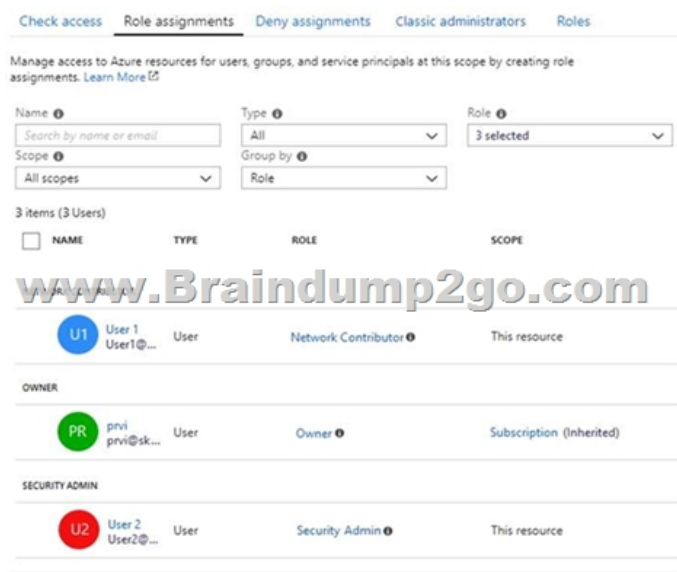 Check access Role assignments Deny assignments Classic administrators Roles
Manage access to Azure resources for users, groups, and service principals at this scope by creating role
assignments. Learn More
Name Type Role
Search by name or email All 3 selected
Scope Group by
All scopes Role
3 items (3 Users)
NAME TYPE ROLE SCOPE
www.Braindump2go.com
U1 User 1 User Network Contributor This resource
User1@...
OWNER
PR prvi User Owner Subscription (Inherited)
prvi@sk...
SECURITY ADMIN
U2 User 2 User Security Admin This resource
User2@...